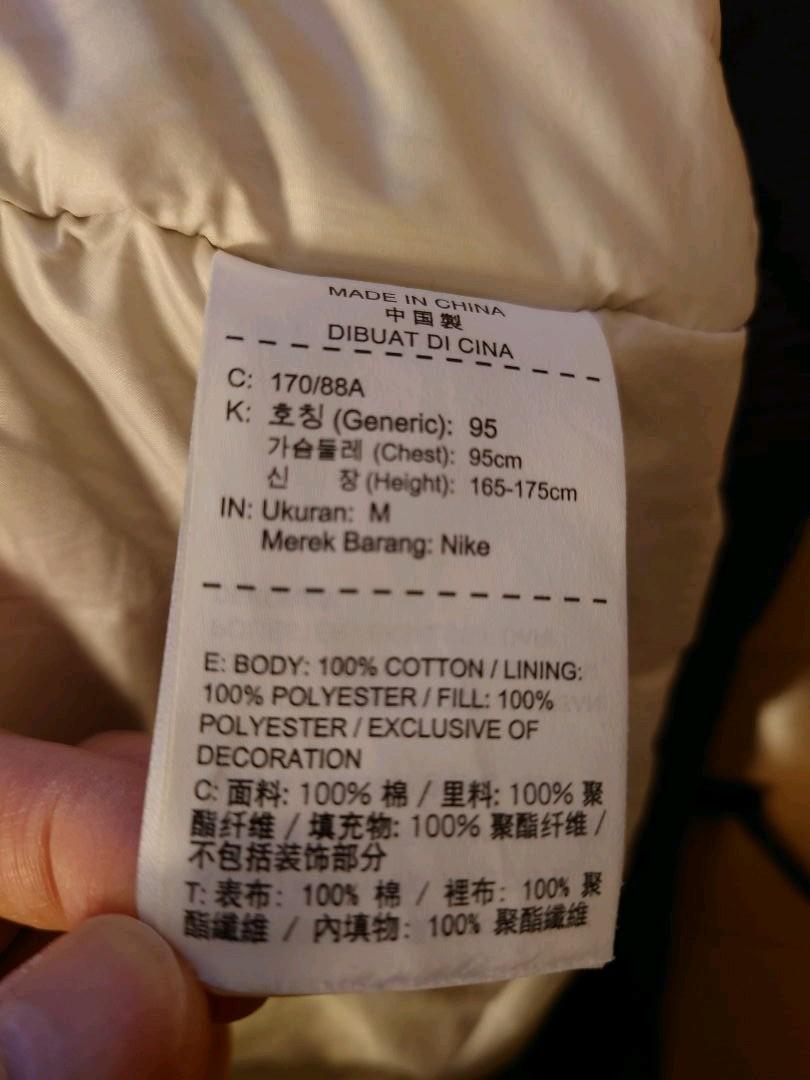 MADE IN CHINA
中国製
DIBUAT DI CINA
C: 170/88A
K: 호칭 (Generic): 95
가슴둘레 (Chest): 95cm
신 장 (Height): 165-175cm
IN: Ukuran: M
Merek Barang: Nike
E: BODY: 100% COTTON / LINING:
100% POLYESTER / FILL: 100%
POLYESTER / EXCLUSIVE OF
DECORATION
C: 面料: 100% 棉 / 里料: 100% 聚
酯纤维 / 填充物: 100% 聚酯纤维 /
不包括装饰部分
T: 表布: 100% 棉 / 裡布: 100% 聚
酯纖維 / 內填物: 100% 聚酯纖維